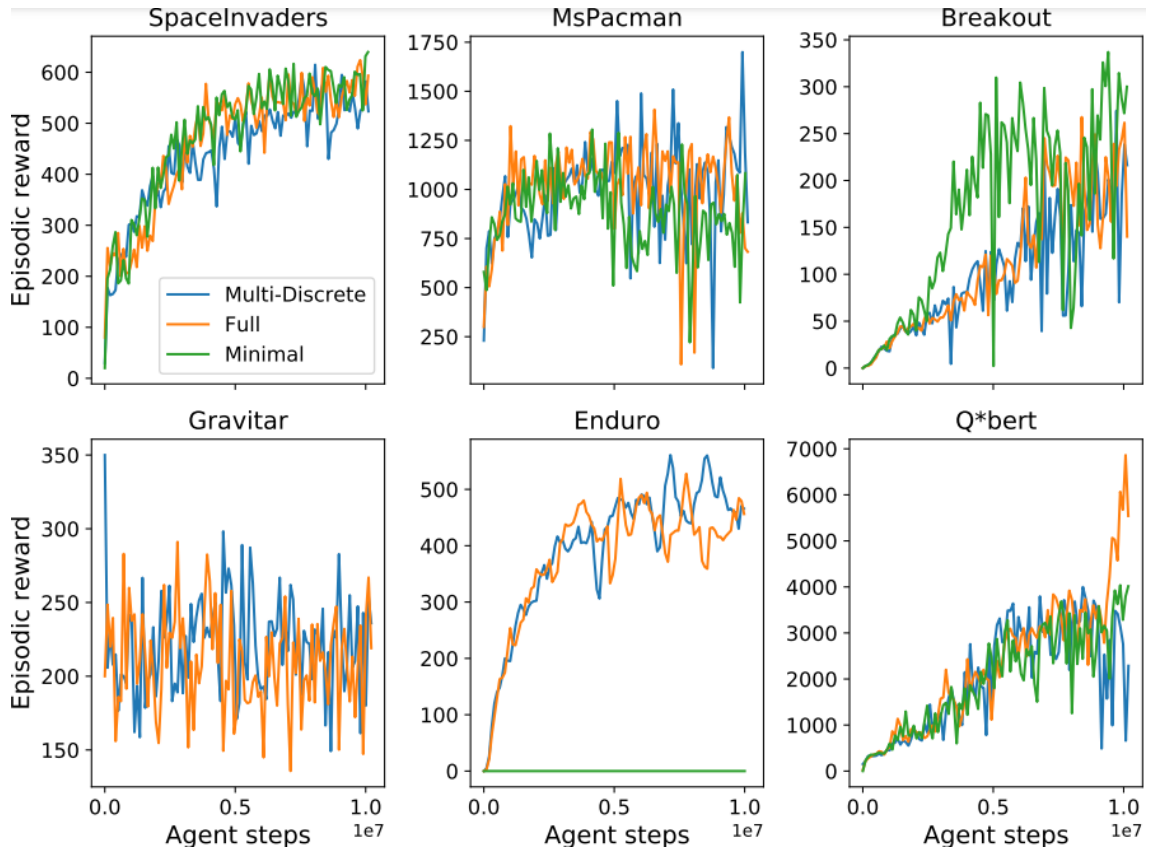 SpaceInvaders
MsPacman
Breakout
Episodic reward
600
500
400
300
200
100
0
Multi-Discrete
Full
Minimal
1750
1500
1250
1000
750
500
250
350
300
250
200
150
100
50
0
Gravitar
Enduro
Q*bert
Episodic reward
350
300
250
200
150
0.0
0.5
1.0
1e7
Agent steps
500
400
300
200
100
0
0.0
0.5
1.0
1e7
Agent steps
7000
6000
5000
4000
3000
2000
1000
0
0.0
0.5
1.0
1e7
Agent steps